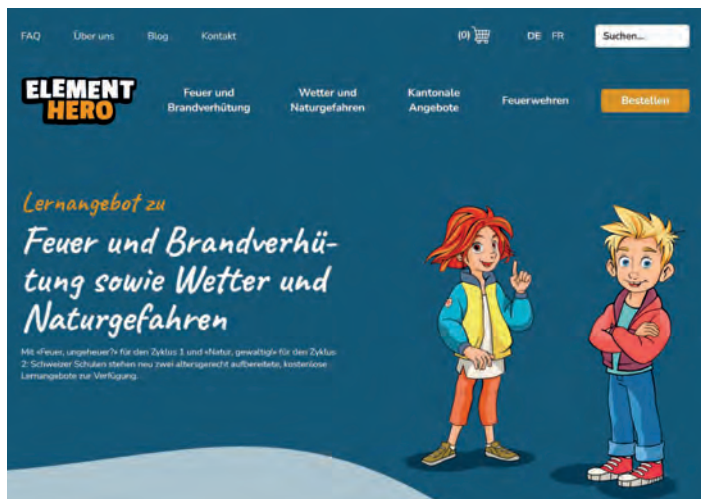 FAQ Über uns Blog Kontakt (0) DE FR Suchen...
ELEMENT
HERO
Feuer und
Brandverhütung
Wetter und
Naturgefahren
Kantonale
Angebote
Feuerwehren
Bestellen
Lernangebot zu
Feuer und Brandverhü-
tung sowie Wetter und
Naturgefahren
Mit «Feuer, ungeheuer?» für den Zyklus 1 und «Natur, gewaltig!» für den Zyklus
2: Schweizer Schulen stehen neu zwei altersgerecht aufbereitete, kostenlose
Lernangebote zur Verfügung.